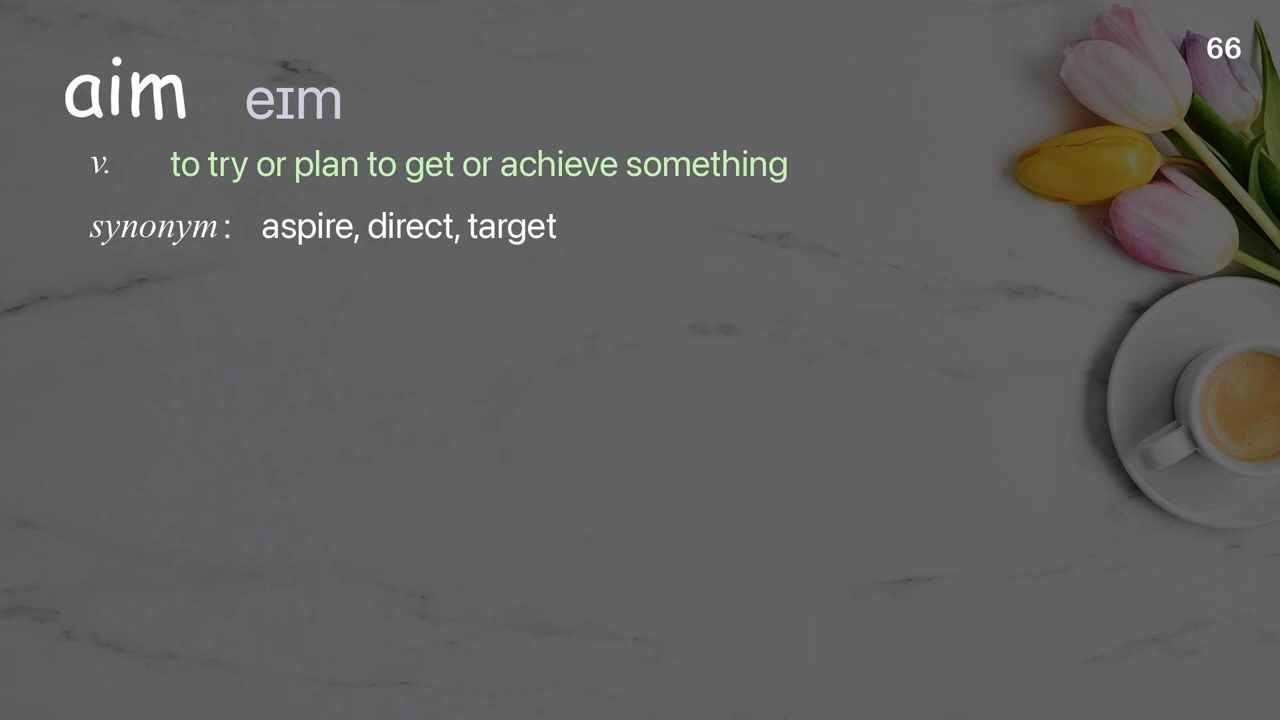 66
aim eɪm
v. to try or plan to get or achieve something
synonym: aspire, direct, target